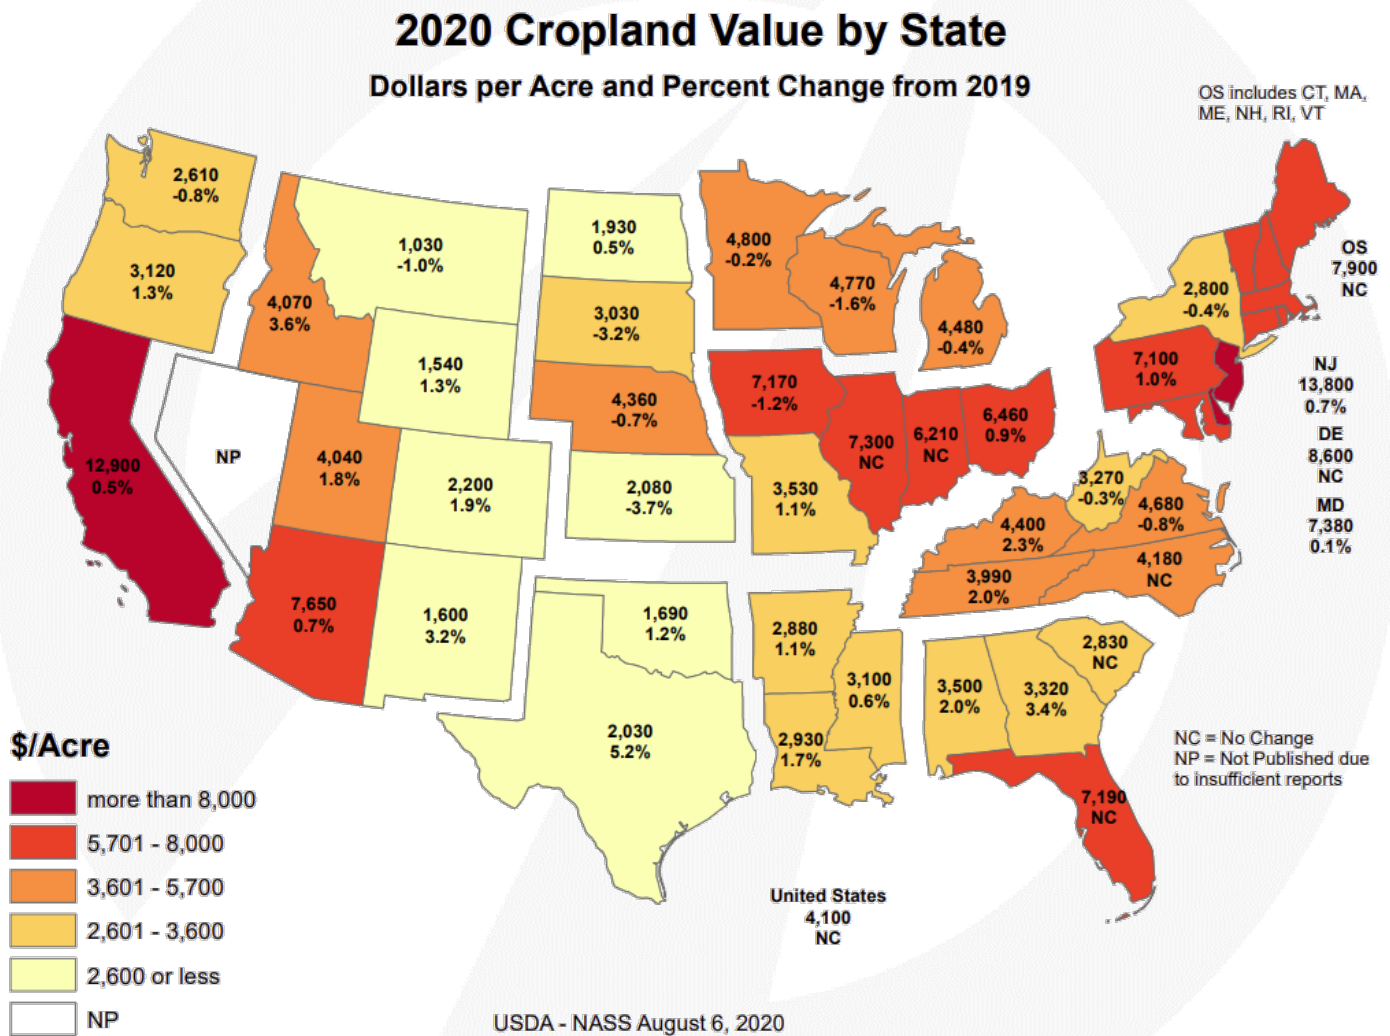 2020 Cropland Value by State
Dollars per Acre and Percent Change from 2019
OS includes CT, MA,
ME, NH, RI, VT
2,610
-0.8%
3,120
1.3%
12,900
0.5%
NP
4,070
3.6%
1,030
-1.0%
1,540
1.3%
4,040
1.8%
2,200
1.9%
7,650
0.7%
1,600
3.2%
1,930
0.5%
3,030
-3.2%
4,360
-0.7%
2,080
-3.7%
1,690
1.2%
2,030
5.2%
4,800
-0.2%
4,770
-1.6%
4,480
-0.4%
7,170
-1.2%
7,300
NC
6,210
NC
6,460
0.9%
3,530
1.1%
2,880
1.1%
2,930
1.7%
3,100
0.6%
3,500
2.0%
3,320
3.4%
2,830
NC
7,190
NC
4,400
2.3%
3,990
2.0%
3,270
-0.3%
4,680
-0.8%
4,180
NC
7,100
1.0%
2,800
-0.4%
OS
7,900
NC
NJ
13,800
0.7%
DE
8,600
NC
MD
7,380
0.1%
NC = No Change
NP = Not Published due
to insufficient reports
United States
4,100
NC
$/Acre
more than 8,000
5,701 - 8,000
3,601 - 5,700
2,601 - 3,600
2,600 or less
NP
USDA - NASS August 6, 2020